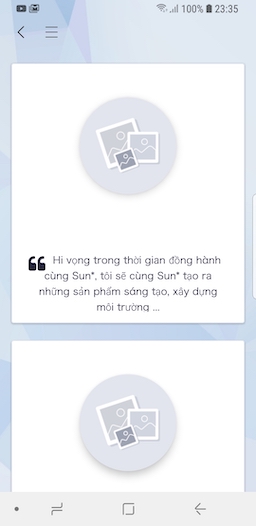 100% 23:35
Hi vọng trong thời gian đồng hành
cùng Sun*, tôi sẽ cùng Sun* tạo ra
những sản phẩm sáng tạo, xây dựng
môi trường ...